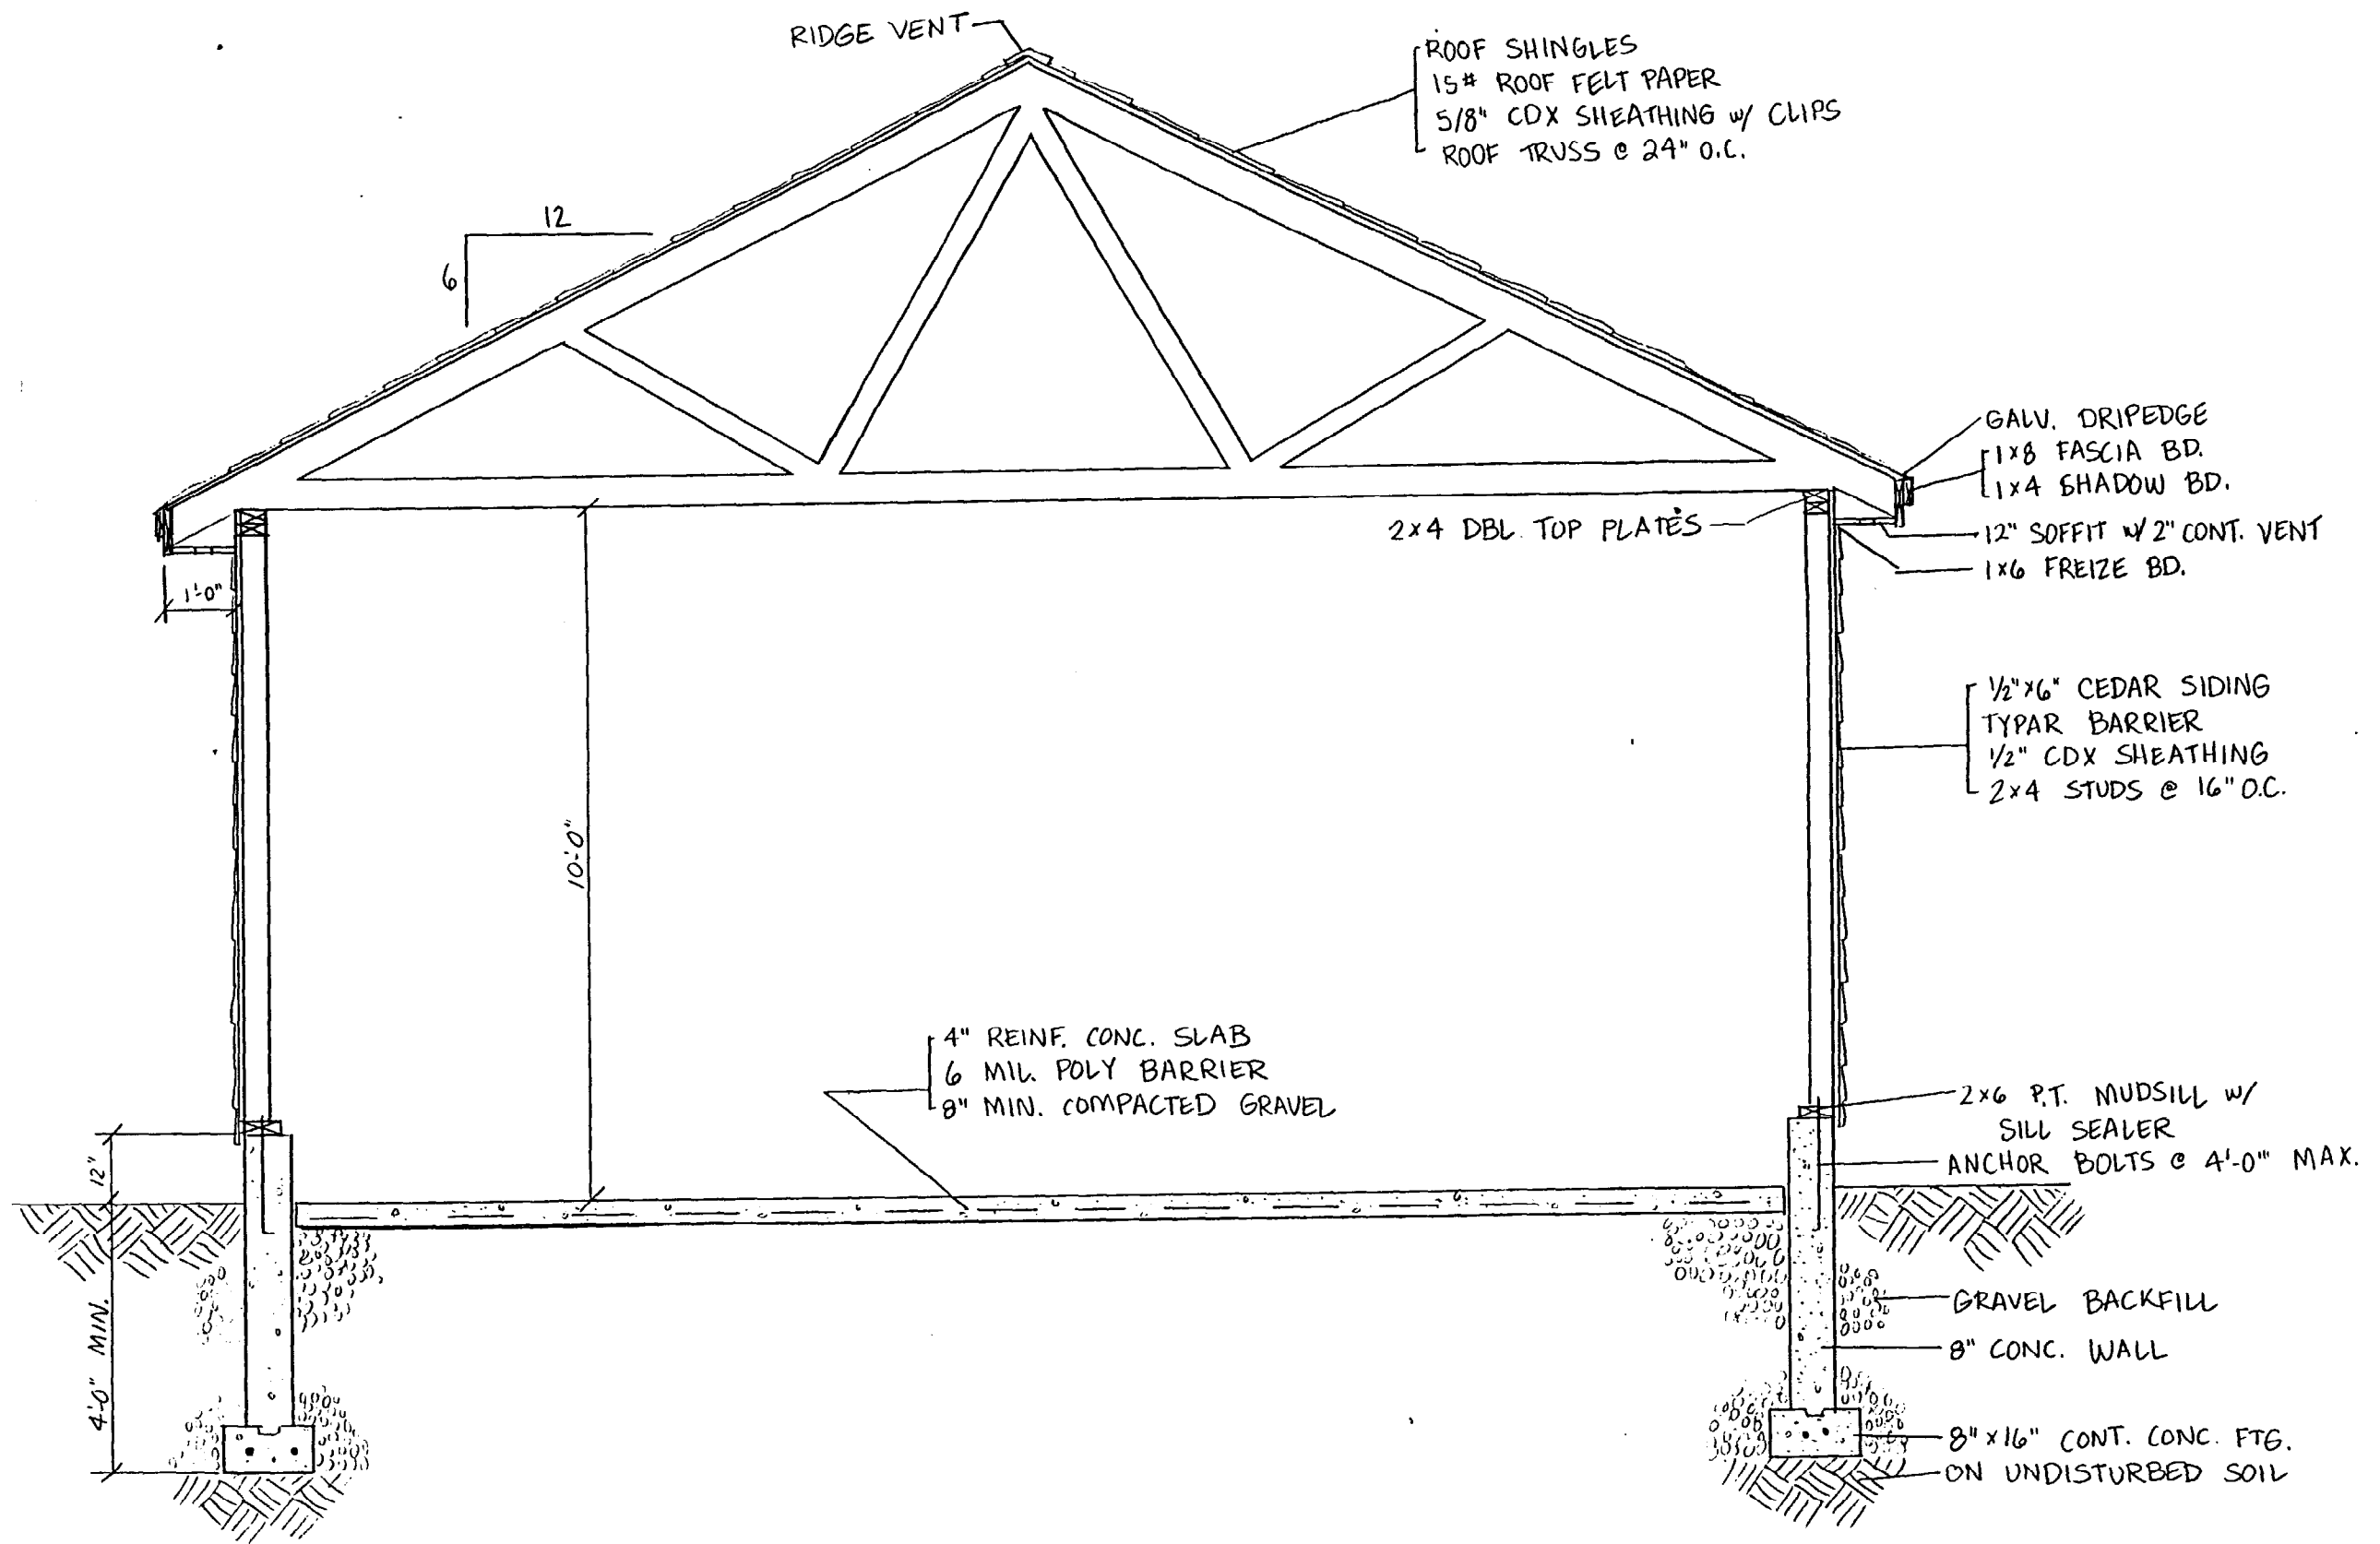 RIDGE VENT
ROOF SHINGLES
15# ROOF FELT PAPER
5/8" CDX SHEATHING w/ CLIPS
ROOF TRUSS @ 24" O.C.
12
6
GALV. DRIPEDGE
1x8 FASCIA BD.
1x4 SHADOW BD.
2x4 DBL. TOP PLATES
12" SOFFIT w/ 2" CONT. VENT
1x6 FREIZE BD.
1'-0"
1/2"x6" CEDAR SIDING
TYPAR BARRIER
1/2" CDX SHEATHING
2x4 STUDS @ 16" O.C.
10'-0"
4" REINF. CONC. SLAB
6 MIL. POLY BARRIER
8" MIN. COMPACTED GRAVEL
2x6 P.T. MUDSILL w/
SILL SEALER
ANCHOR BOLTS @ 4'-0" MAX.
12"
4'-0" MIN.
GRAVEL BACKFILL
8" CONC. WALL
8"x16" CONT. CONC. FTG.
ON UNDISTURBED SOIL